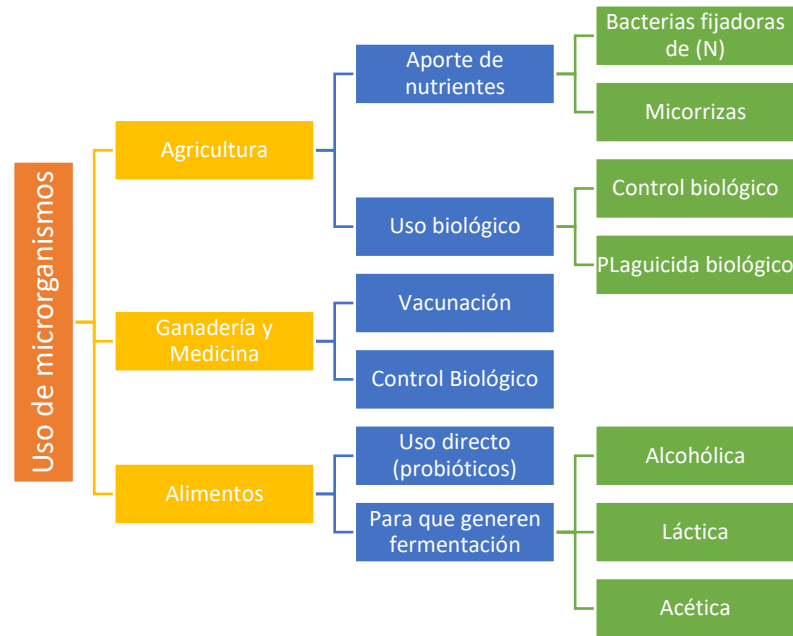 Uso de microrganismos
Agricultura
Aporte de
nutrientes
Bacterias fijadoras
de (N)
Micorrizas
Uso biológico
Control biológico
PLaguicida biológico
Ganadería y
Medicina
Vacunación
Control Biológico
Alimentos
Uso directo
(probióticos)
Para que generen
fermentación
Alcohólica
Láctica
Acética